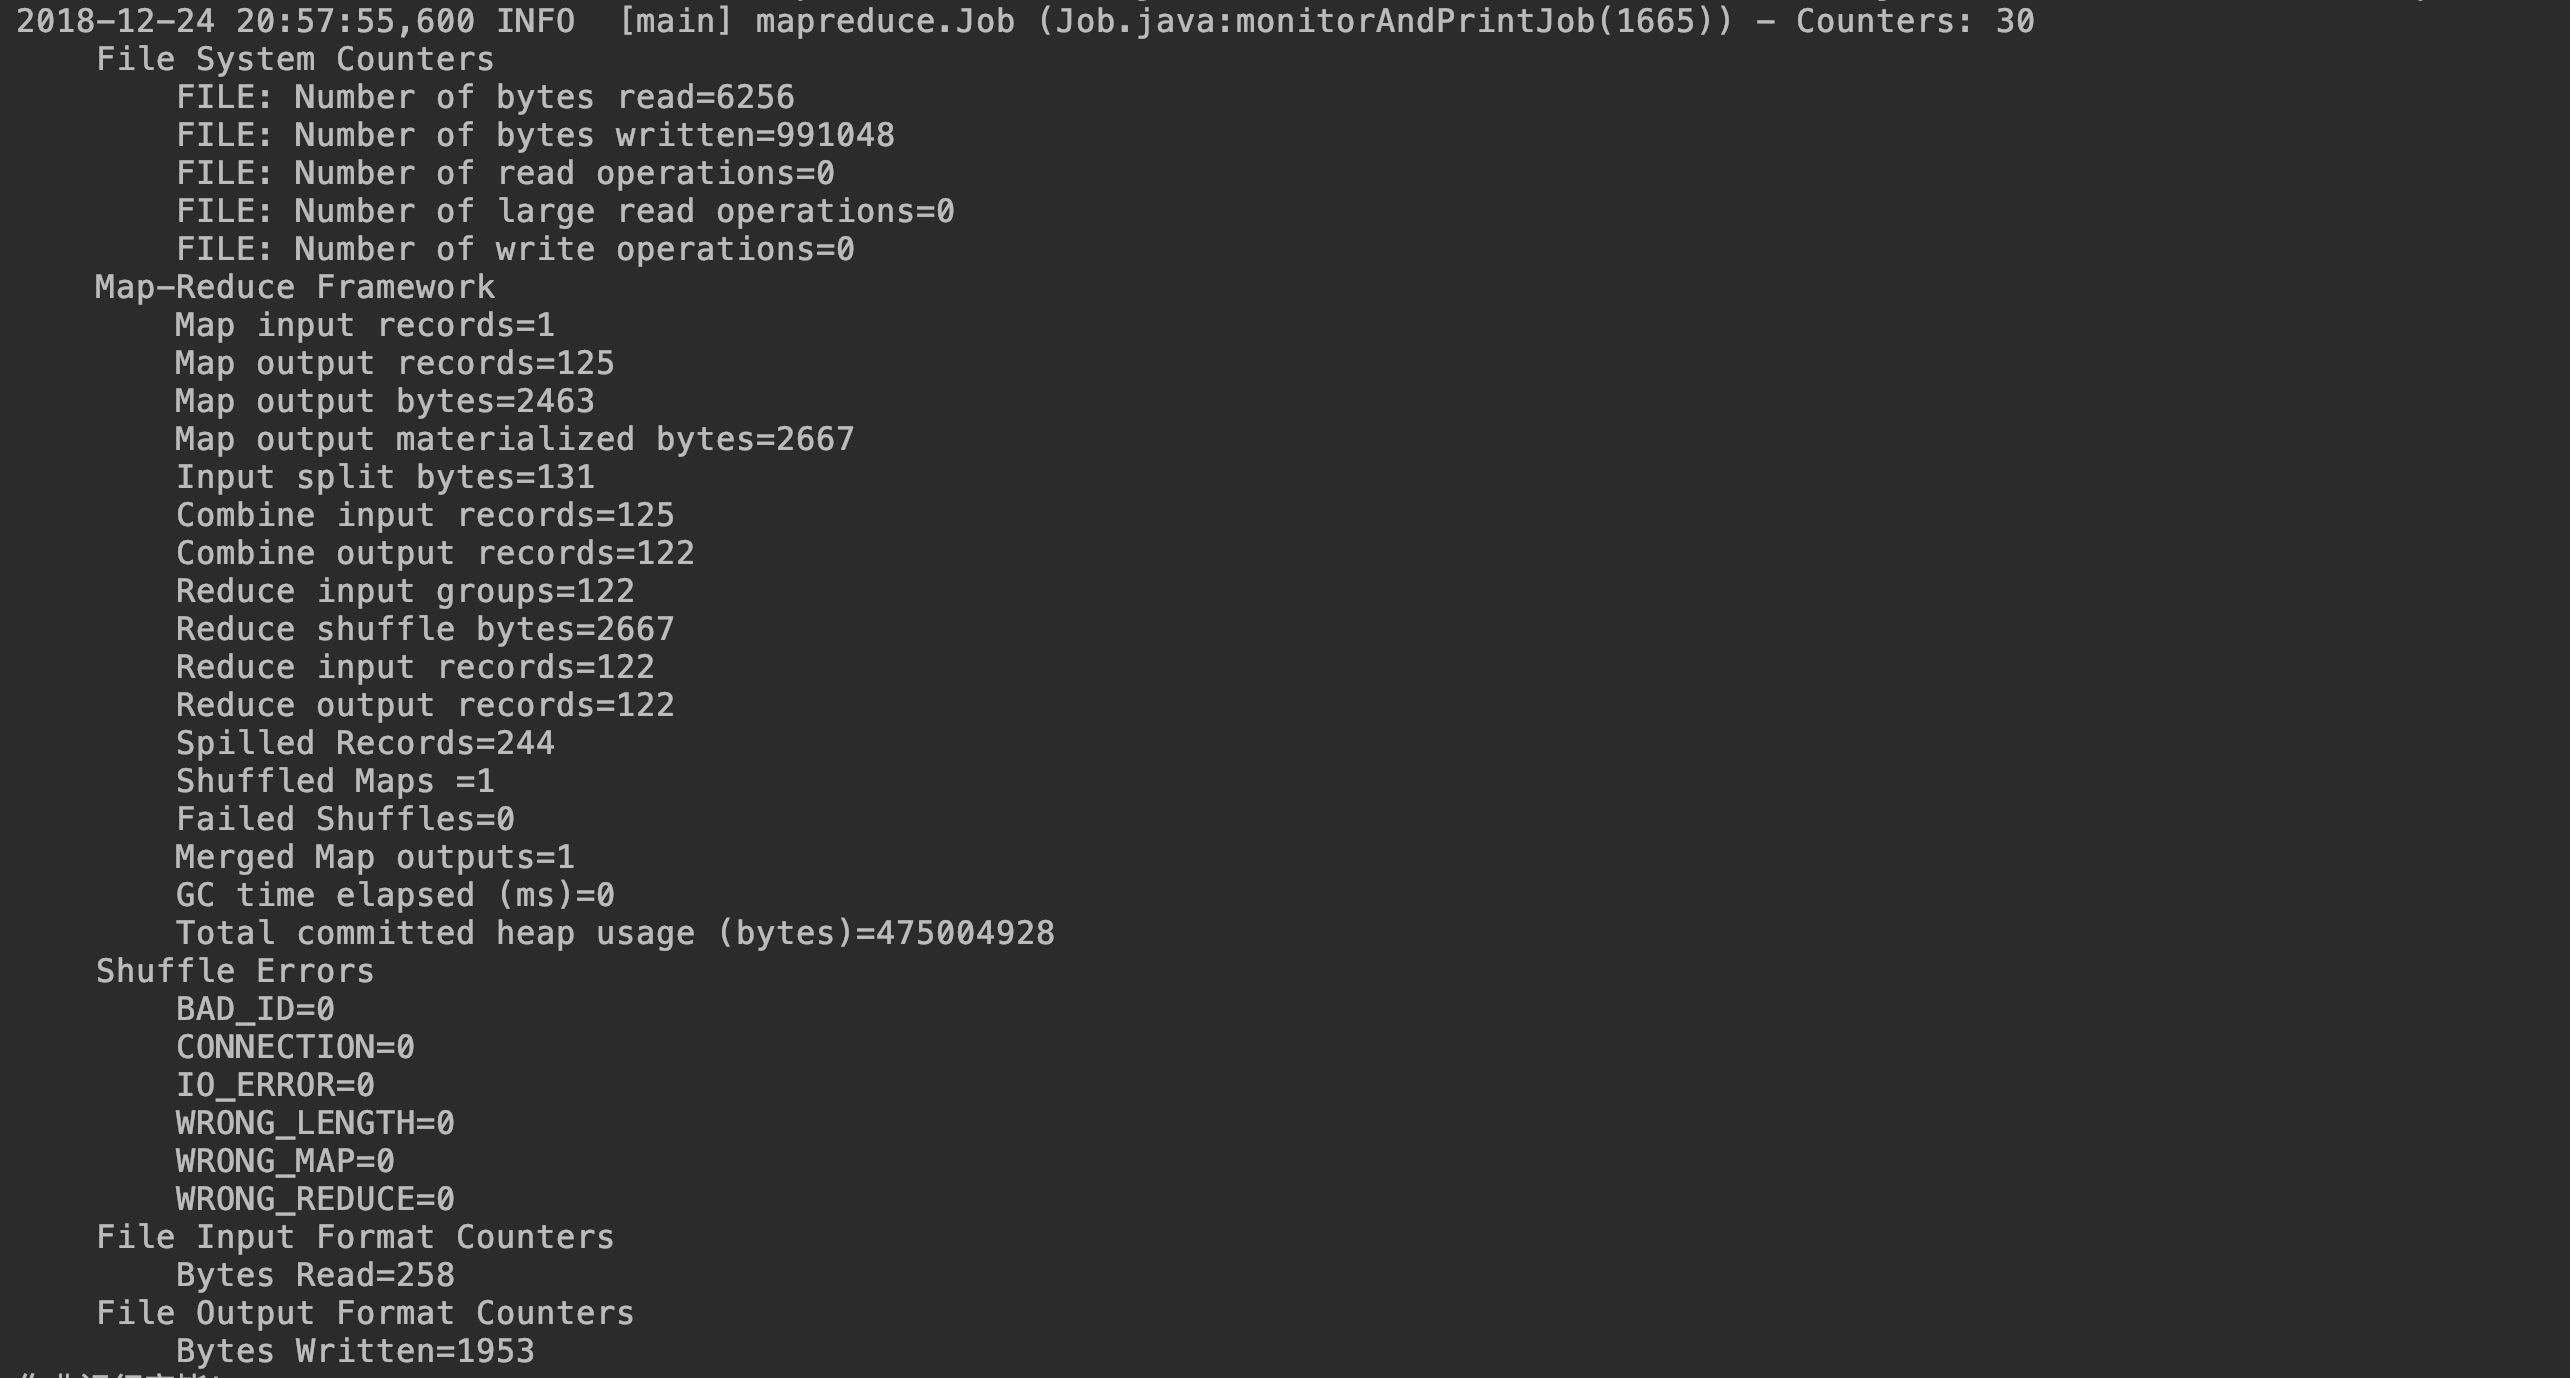 2018-12-24 20:57:55,600 INFO  [main] mapreduce.Job (Job.java:monitorAndPrintJob(1665)) - Counters: 30
File System Counters
FILE: Number of bytes read=6256
FILE: Number of bytes written=991048
FILE: Number of read operations=0
FILE: Number of large read operations=0
FILE: Number of write operations=0
Map-Reduce Framework
Map input records=1
Map output records=125
Map output bytes=2463
Map output materialized bytes=2667
Input split bytes=131
Combine input records=125
Combine output records=122
Reduce input groups=122
Reduce shuffle bytes=2667
Reduce input records=122
Reduce output records=122
Spilled Records=244
Shuffled Maps =1
Failed Shuffles=0
Merged Map outputs=1
GC time elapsed (ms)=0
Total committed heap usage (bytes)=475004928
Shuffle Errors
BAD_ID=0
CONNECTION=0
IO_ERROR=0
WRONG_LENGTH=0
WRONG_MAP=0
WRONG_REDUCE=0
File Input Format Counters
Bytes Read=258
File Output Format Counters
Bytes Written=1953